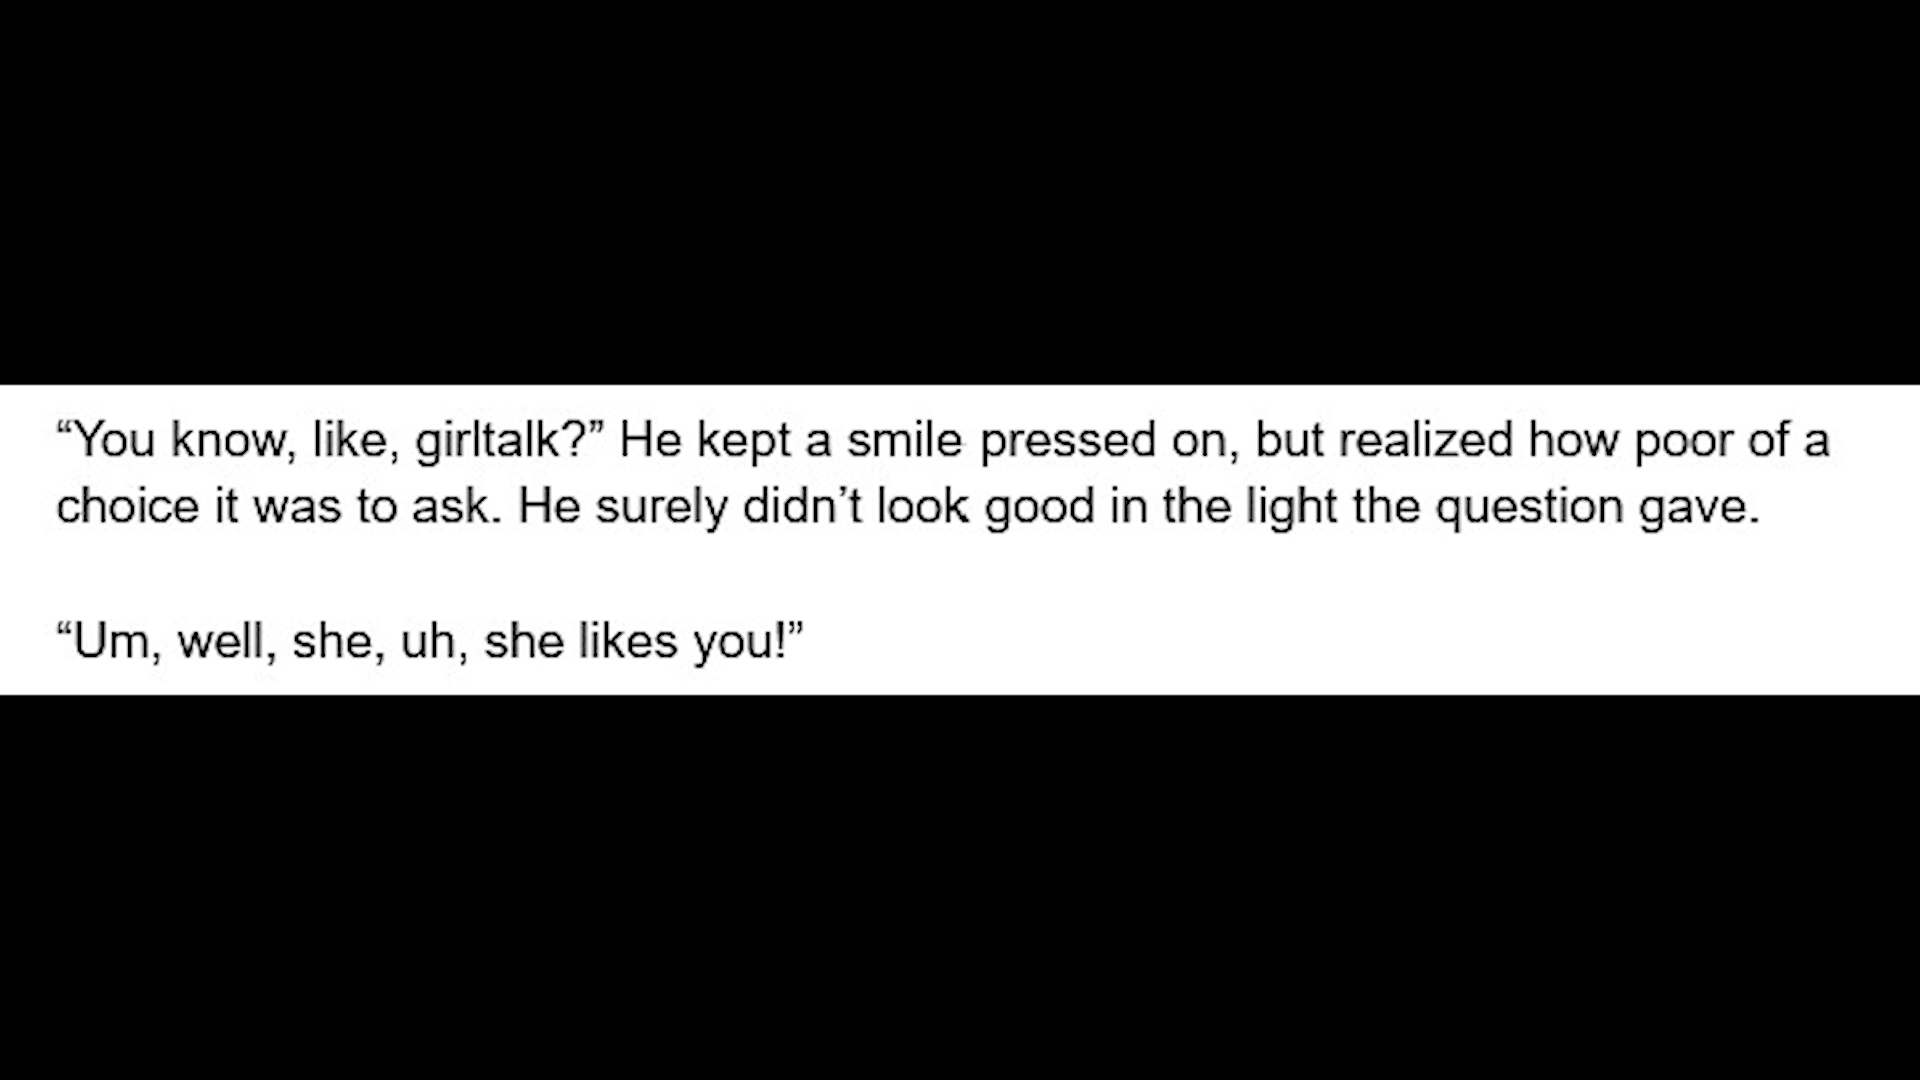 “You know, like, girltalk?” He kept a smile pressed on, but realized how poor of a
choice it was to ask. He surely didn’t look good in the light the question gave.
“Um, well, she, uh, she likes you!”